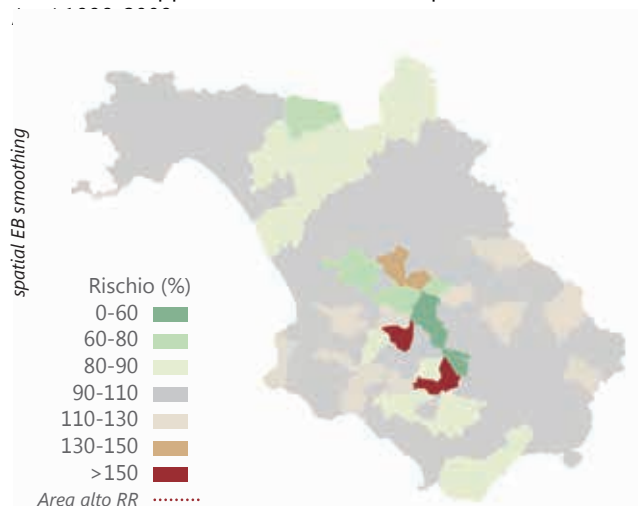 spatial EB smoothing
Rischio (%)
0-60
60-80
80-90
90-110
110-130
130-150
>150
Area alto RR